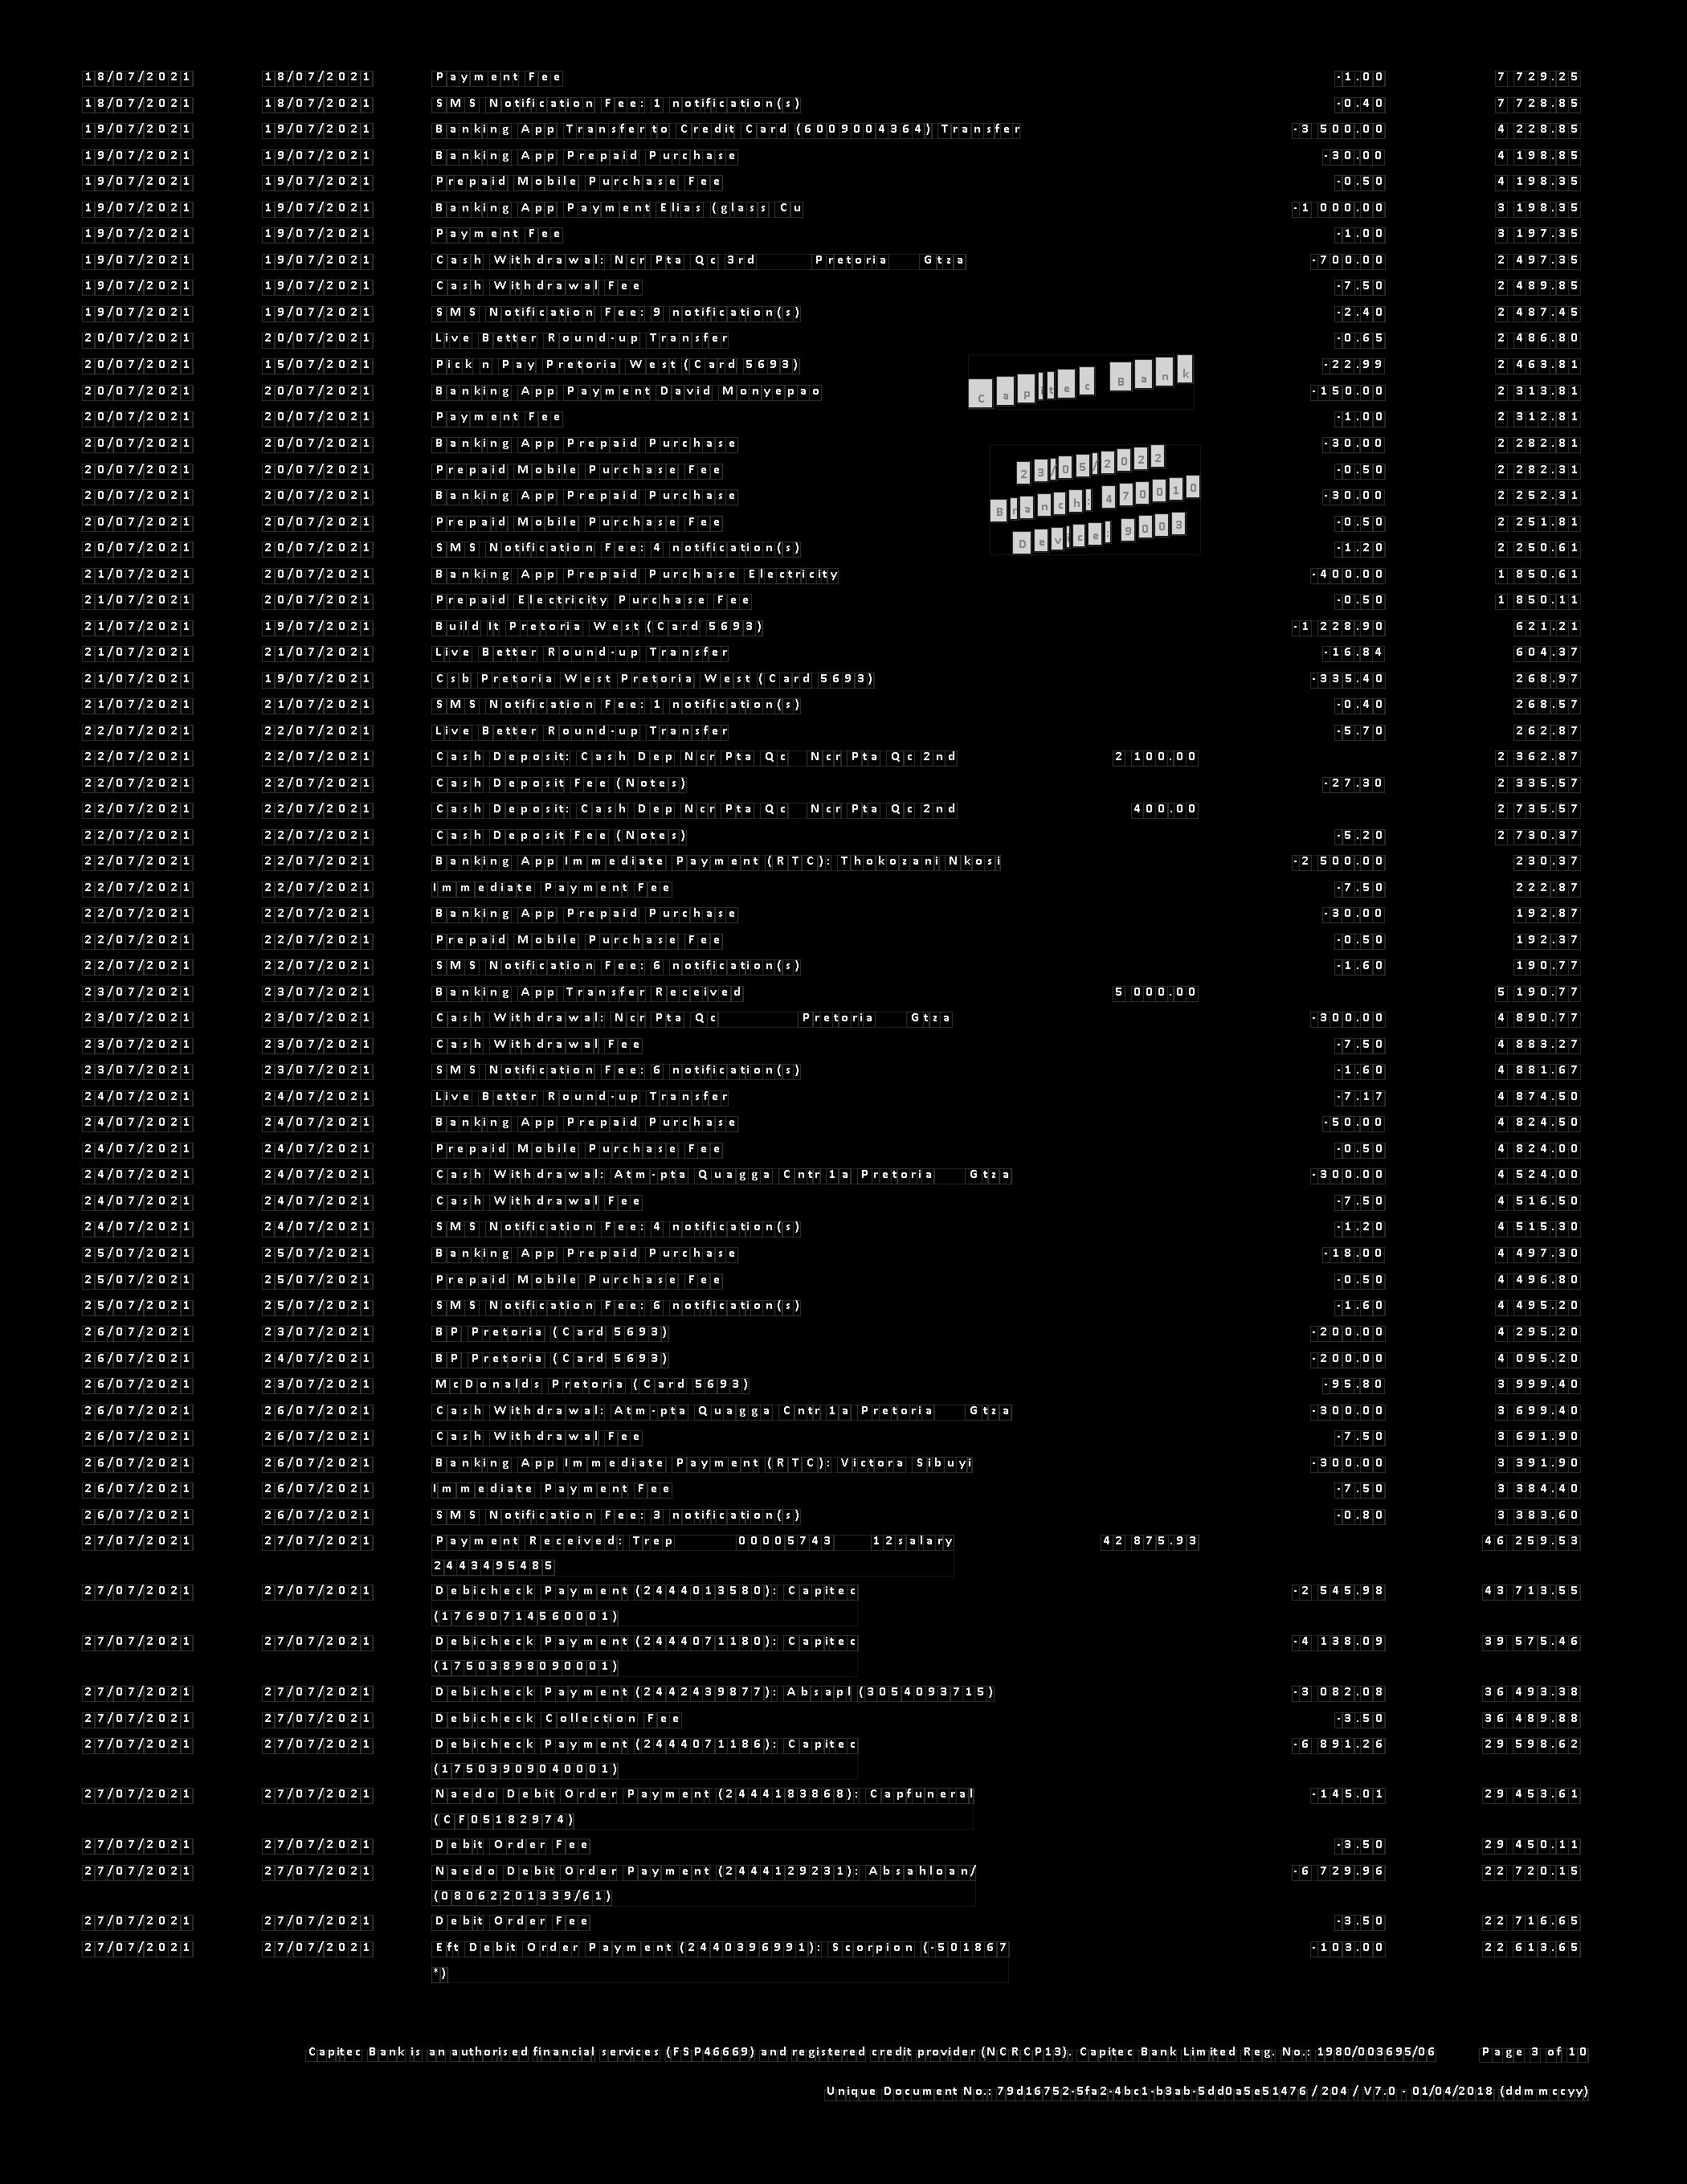 18/07/2021 18/07/2021 Payment Fee -1.00 7 729.25
18/07/2021 18/07/2021 SMS Notification Fee: 1 notification(s) -0.40 7 728.85
19/07/2021 19/07/2021 Banking App Transfer to Credit Card (6009004364) Transfer -3 500.00 4 228.85
19/07/2021 19/07/2021 Banking App Prepaid Purchase -30.00 4 198.85
19/07/2021 19/07/2021 Prepaid Mobile Purchase Fee -0.50 4 198.35
19/07/2021 19/07/2021 Banking App Payment Elias (glass Cu -1 000.00 3 198.35
19/07/2021 19/07/2021 Payment Fee -1.00 3 197.35
19/07/2021 19/07/2021 Cash Withdrawal: Ncr Pta Qc 3rd Pretoria Gtza -700.00 2 497.35
19/07/2021 19/07/2021 Cash Withdrawal Fee -7.50 2 489.85
19/07/2021 19/07/2021 SMS Notification Fee: 9 notification(s) -2.40 2 487.45
20/07/2021 20/07/2021 Live Better Round-up Transfer -0.65 2 486.80
20/07/2021 15/07/2021 Pick n Pay Pretoria West (Card 5693) -22.99 2 463.81
Capitec Bank
20/07/2021 20/07/2021 Banking App Payment David Monyepao -150.00 2 313.81
20/07/2021 20/07/2021 Payment Fee -1.00 2 312.81
20/07/2021 20/07/2021 Banking App Prepaid Purchase -30.00 2 282.81
23/05/2022
20/07/2021 20/07/2021 Prepaid Mobile Purchase Fee -0.50 2 282.31
20/07/2021 20/07/2021 Banking App Prepaid Purchase -30.00 2 252.31
Branch: 470010
20/07/2021 20/07/2021 Prepaid Mobile Purchase Fee -0.50 2 251.81
Device: 9003
20/07/2021 20/07/2021 SMS Notification Fee: 4 notification(s) -1.20 2 250.61
21/07/2021 20/07/2021 Banking App Prepaid Purchase Electricity -400.00 1 850.61
21/07/2021 20/07/2021 Prepaid Electricity Purchase Fee -0.50 1 850.11
21/07/2021 19/07/2021 Build It Pretoria West (Card 5693) -1 228.90 621.21
21/07/2021 21/07/2021 Live Better Round-up Transfer -16.84 604.37
21/07/2021 19/07/2021 Csb Pretoria West Pretoria West (Card 5693) -335.40 268.97
21/07/2021 21/07/2021 SMS Notification Fee: 1 notification(s) -0.40 268.57
22/07/2021 22/07/2021 Live Better Round-up Transfer -5.70 262.87
22/07/2021 22/07/2021 Cash Deposit: Cash Dep Ncr Pta Qc Ncr Pta Qc 2nd 2 100.00 2 362.87
22/07/2021 22/07/2021 Cash Deposit Fee (Notes) -27.30 2 335.57
22/07/2021 22/07/2021 Cash Deposit: Cash Dep Ncr Pta Qc Ncr Pta Qc 2nd 400.00 2 735.57
22/07/2021 22/07/2021 Cash Deposit Fee (Notes) -5.20 2 730.37
22/07/2021 22/07/2021 Banking App Immediate Payment (RTC): Thokozani Nkosi -2 500.00 230.37
22/07/2021 22/07/2021 Immediate Payment Fee -7.50 222.87
22/07/2021 22/07/2021 Banking App Prepaid Purchase -30.00 192.87
22/07/2021 22/07/2021 Prepaid Mobile Purchase Fee -0.50 192.37
22/07/2021 22/07/2021 SMS Notification Fee: 6 notification(s) -1.60 190.77
23/07/2021 23/07/2021 Banking App Transfer Received 5 000.00 5 190.77
23/07/2021 23/07/2021 Cash Withdrawal: Ncr Pta Qc Pretoria Gtza -300.00 4 890.77
23/07/2021 23/07/2021 Cash Withdrawal Fee -7.50 4 883.27
23/07/2021 23/07/2021 SMS Notification Fee: 6 notification(s) -1.60 4 881.67
24/07/2021 24/07/2021 Live Better Round-up Transfer -7.17 4 874.50
24/07/2021 24/07/2021 Banking App Prepaid Purchase -50.00 4 824.50
24/07/2021 24/07/2021 Prepaid Mobile Purchase Fee -0.50 4 824.00
24/07/2021 24/07/2021 Cash Withdrawal: Atm-pta Quagga Cntr 1a Pretoria Gtza -300.00 4 524.00
24/07/2021 24/07/2021 Cash Withdrawal Fee -7.50 4 516.50
24/07/2021 24/07/2021 SMS Notification Fee: 4 notification(s) -1.20 4 515.30
25/07/2021 25/07/2021 Banking App Prepaid Purchase -18.00 4 497.30
25/07/2021 25/07/2021 Prepaid Mobile Purchase Fee -0.50 4 496.80
25/07/2021 25/07/2021 SMS Notification Fee: 6 notification(s) -1.60 4 495.20
26/07/2021 23/07/2021 BP Pretoria (Card 5693) -200.00 4 295.20
26/07/2021 24/07/2021 BP Pretoria (Card 5693) -200.00 4 095.20
26/07/2021 23/07/2021 McDonalds Pretoria (Card 5693) -95.80 3 999.40
26/07/2021 26/07/2021 Cash Withdrawal: Atm-pta Quagga Cntr 1a Pretoria Gtza -300.00 3 699.40
26/07/2021 26/07/2021 Cash Withdrawal Fee -7.50 3 691.90
26/07/2021 26/07/2021 Banking App Immediate Payment (RTC): Victora Sibuyi -300.00 3 391.90
26/07/2021 26/07/2021 Immediate Payment Fee -7.50 3 384.40
26/07/2021 26/07/2021 SMS Notification Fee: 3 notification(s) -0.80 3 383.60
27/07/2021 27/07/2021 Payment Received: Trep 00005743 12salary 42 875.93 46 259.53
2443495485
27/07/2021 27/07/2021 Debicheck Payment (2444013580): Capitec -2 545.98 43 713.55
(17690714560001)
27/07/2021 27/07/2021 Debicheck Payment (2444071180): Capitec -4 138.09 39 575.46
(17503898090001)
27/07/2021 27/07/2021 Debicheck Payment (2442439877): Absapl (3054093715) -3 082.08 36 493.38
27/07/2021 27/07/2021 Debicheck Collection Fee -3.50 36 489.88
27/07/2021 27/07/2021 Debicheck Payment (2444071186): Capitec -6 891.26 29 598.62
(17503909040001)
27/07/2021 27/07/2021 Naedo Debit Order Payment (2444183868): Capfuneral -145.01 29 453.61
(CF05182974)
27/07/2021 27/07/2021 Debit Order Fee -3.50 29 450.11
27/07/2021 27/07/2021 Naedo Debit Order Payment (2444129231): Absahloan/ -6 729.96 22 720.15
(08062201339/61)
27/07/2021 27/07/2021 Debit Order Fee -3.50 22 716.65
27/07/2021 27/07/2021 Eft Debit Order Payment (2440396991): Scorpion (-501867 -103.00 22 613.65
*)
Capitec Bank is an authorised financial services (FSP46669) and registered credit provider (NCRCP13). Capitec Bank Limited Reg. No.: 1980/003695/06 Page 3 of 10
Unique Document No.: 79d16752-5fa2-4bc1-b3ab-5dd0a5e51476 / 204 / V7.0 - 01/04/2018 (ddmmccyy)